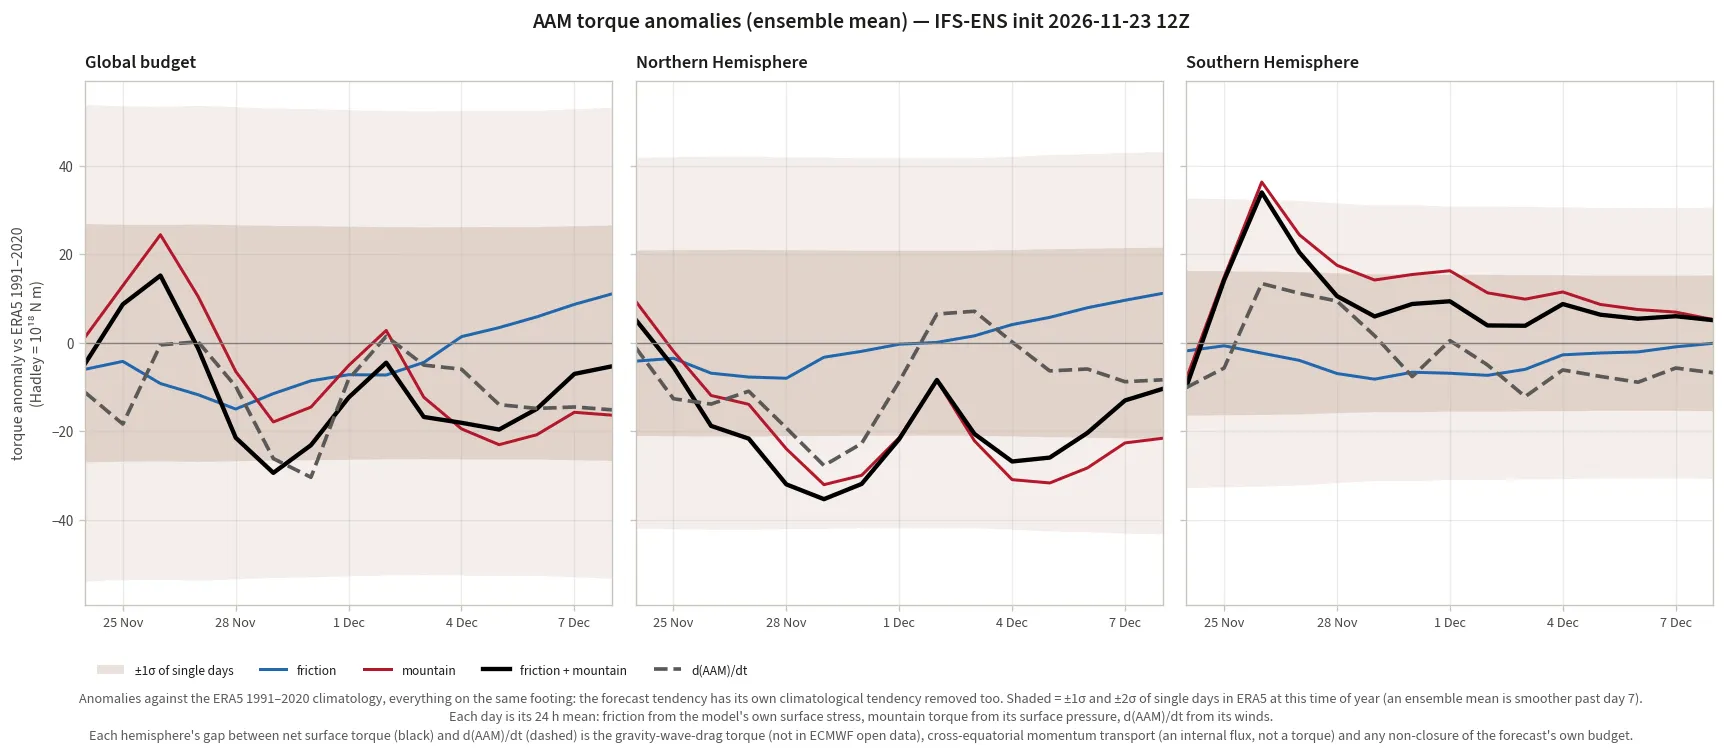 AAM torque anomalies (ensemble mean) — IFS-ENS init 2026-11-23 12Z
Global budget
Northern Hemisphere
Southern Hemisphere
torque anomaly vs ERA5 1991–2020
(Hadley = 10¹⁸ N m)
40
20
0
−20
−40
25 Nov
28 Nov
1 Dec
4 Dec
7 Dec
25 Nov
28 Nov
1 Dec
4 Dec
7 Dec
25 Nov
28 Nov
1 Dec
4 Dec
7 Dec
±1σ of single days
friction
mountain
friction + mountain
d(AAM)/dt
Anomalies against the ERA5 1991–2020 climatology, everything on the same footing: the forecast tendency has its own climatological tendency removed too. Shaded = ±1σ and ±2σ of single days in ERA5 at this time of year (an ensemble mean is smoother past day 7).
Each day is its 24 h mean: friction from the model's own surface stress, mountain torque from its surface pressure, d(AAM)/dt from its winds.
Each hemisphere's gap between net surface torque (black) and d(AAM)/dt (dashed) is the gravity-wave-drag torque (not in ECMWF open data), cross-equatorial momentum transport (an internal flux, not a torque) and any non-closure of the forecast's own budget.